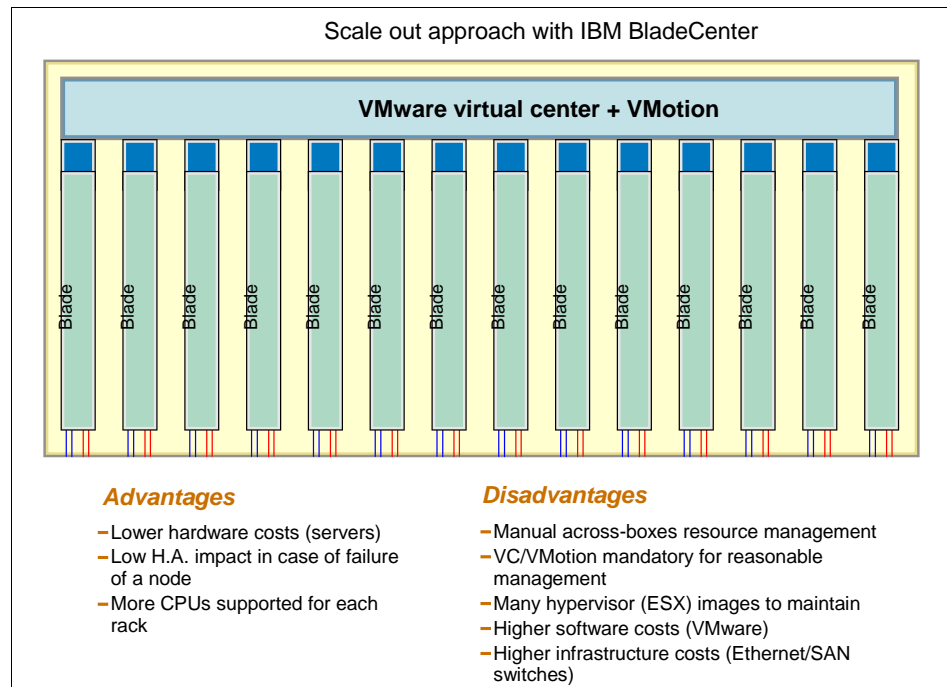 Scale out approach with IBM BladeCenter
VMware virtual center + VMotion
Blade
Blade
Blade
Blade
Blade
Blade
Blade
Blade
Blade
Blade
Blade
Blade
Blade
Blade
Advantages
– Lower hardware costs (servers)
– Low H.A. impact in case of failure
of a node
– More CPUs supported for each
rack
Disadvantages
– Manual across-boxes resource management
– VC/VMotion mandatory for reasonable
management
– Many hypervisor (ESX) images to maintain
– Higher software costs (VMware)
– Higher infrastructure costs (Ethernet/SAN
switches)